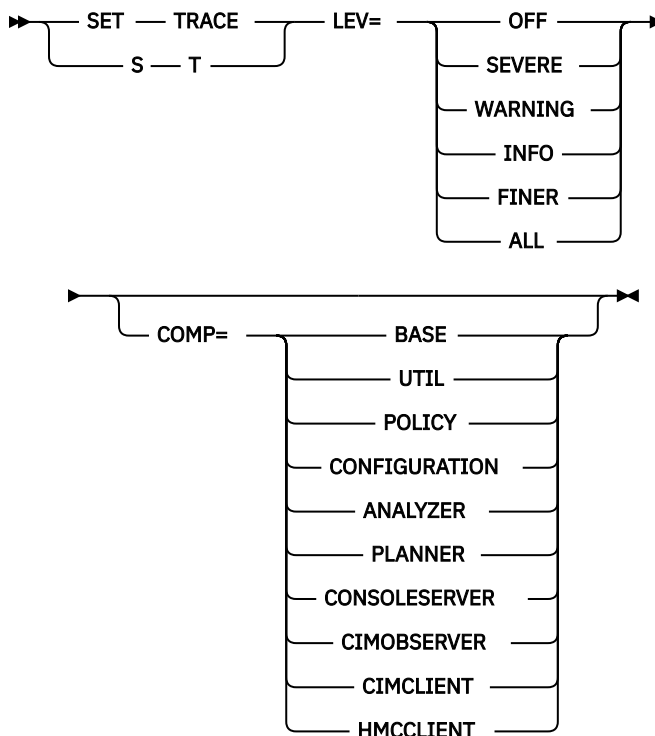 SET TRACE LEV= OFF
S T SEVERE
WARNING
INFO
FINER
ALL
COMP= BASE
UTIL
POLICY
CONFIGURATION
ANALYZER
PLANNER
CONSOLESERVER
CIMOBSERVER
CIMCLIENT
HMCCLIENT